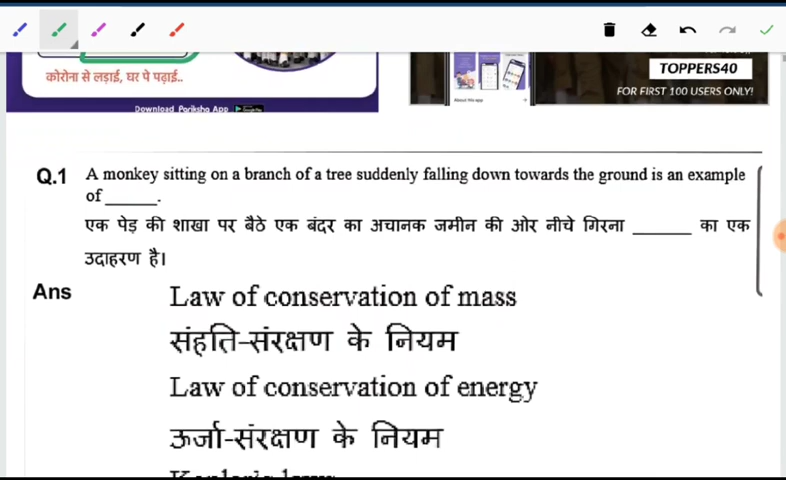 कोरोना से लड़ाई, घर पे पढ़ाई..
Download Pariksha App
TOPPERS40
FOR FIRST 100 USERS ONLY!
About this app
Q.1 A monkey sitting on a branch of a tree suddenly falling down towards the ground is an example
of ______.
एक पेड़ की शाखा पर बैठे एक बंदर का अचानक जमीन की ओर नीचे गिरना ______ का एक
उदाहरण है।
Ans Law of conservation of mass
संहति-संरक्षण के नियम
Law of conservation of energy
ऊर्जा-संरक्षण के नियम